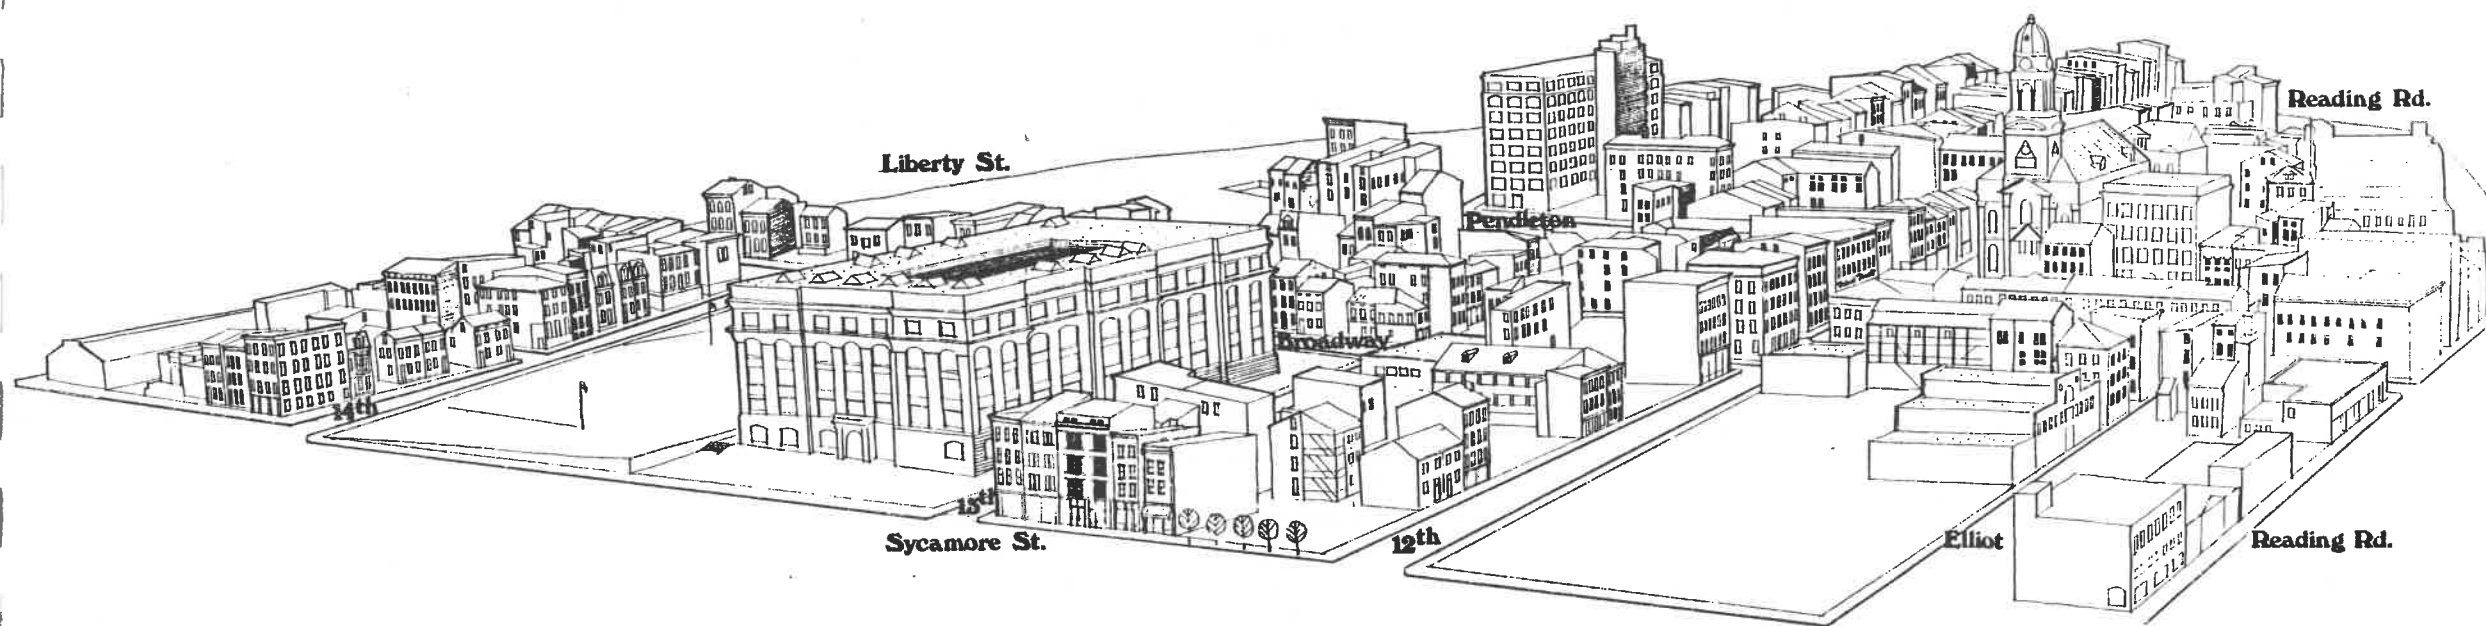 Reading Rd.
Liberty St.
Pendleton
Broadway
14th
13th
Sycamore St.
12th
Elliot
Reading Rd.